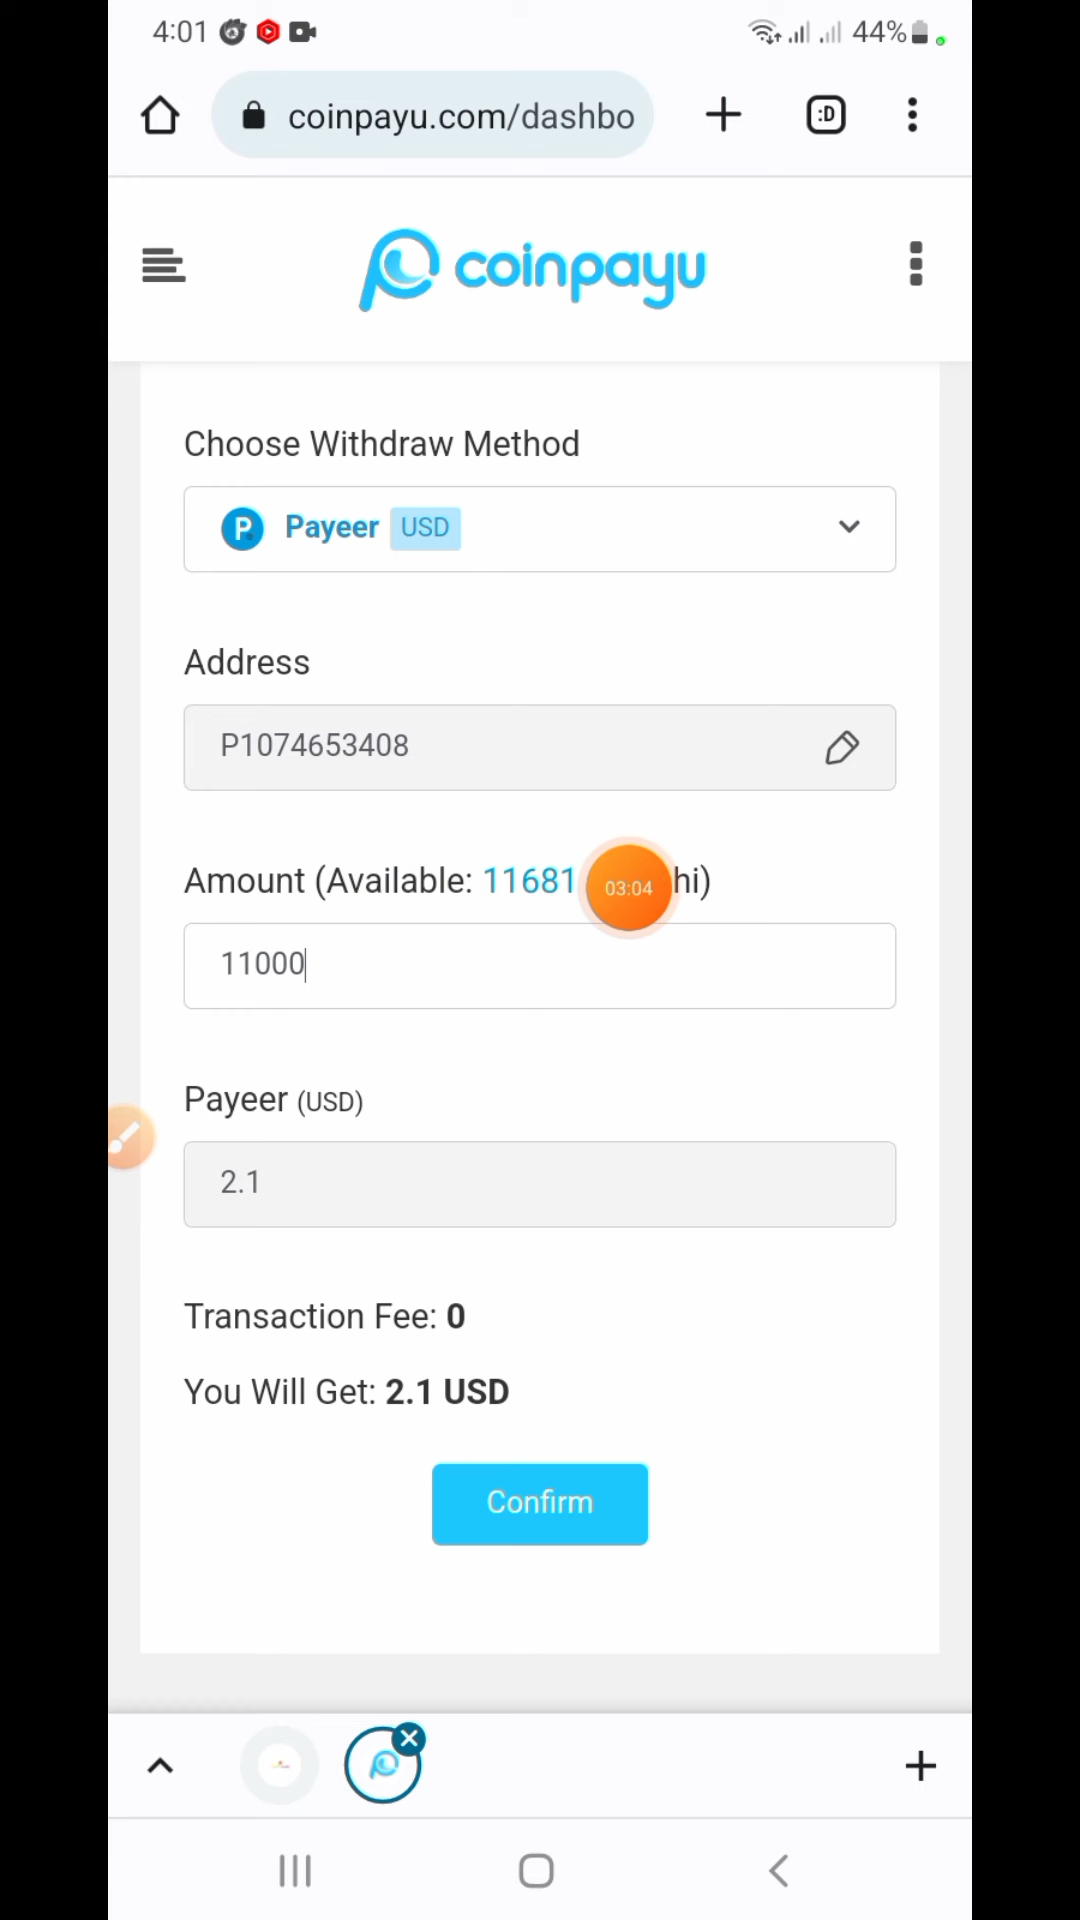 4:01
44%
coinpayu.com/dashbo
:D
coinpayu
Choose Withdraw Method
P Payeer USD
Address
P1074653408
Amount (Available: 11681 hi)
03:04
11000
Payeer (USD)
2.1
Transaction Fee: 0
You Will Get: 2.1 USD
Confirm